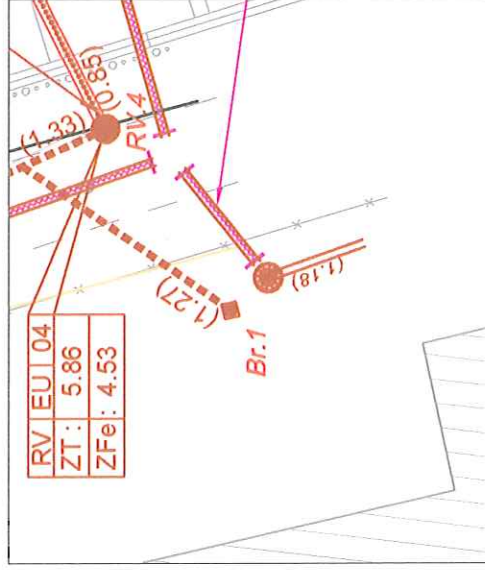 (0.85)
(1.33)
RV.4
RV EU 04
ZT : 5.86
ZFe : 4.53
(1.27)
(1.18)
Br.1